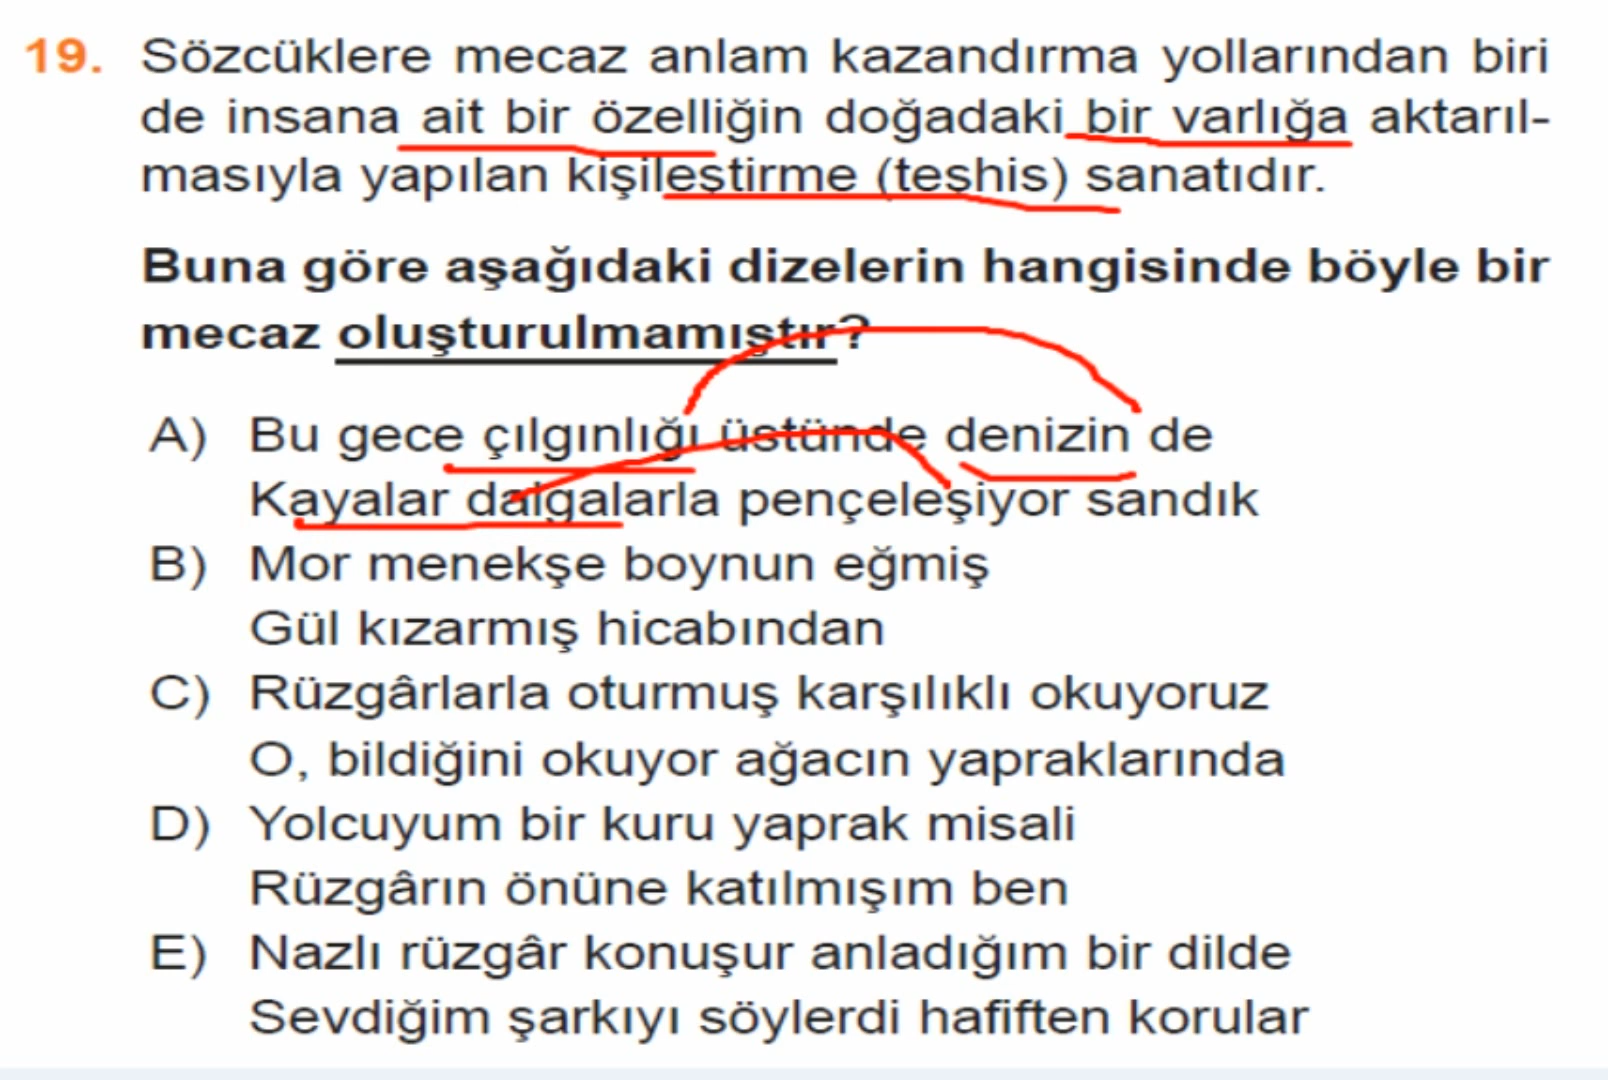 19. Sözcüklere mecaz anlam kazandırma yollarından biri
de insana ait bir özelliğin doğadaki bir varlığa aktarıl-
masıyla yapılan kişileştirme (teşhis) sanatıdır.
Buna göre aşağıdaki dizelerin hangisinde böyle bir
mecaz oluşturulmamıştır?
A) Bu gece çılgınlığı üstünde denizin de
Kayalar dalgalarla pençeleşiyor sandık
B) Mor menekşe boynun eğmiş
Gül kızarmış hicabından
C) Rüzgârlarla oturmuş karşılıklı okuyoruz
O, bildiğini okuyor ağacın yapraklarında
D) Yolcuyum bir kuru yaprak misali
Rüzgârın önüne katılmışım ben
E) Nazlı rüzgâr konuşur anladığım bir dilde
Sevdiğim şarkıyı söylerdi hafiften korular